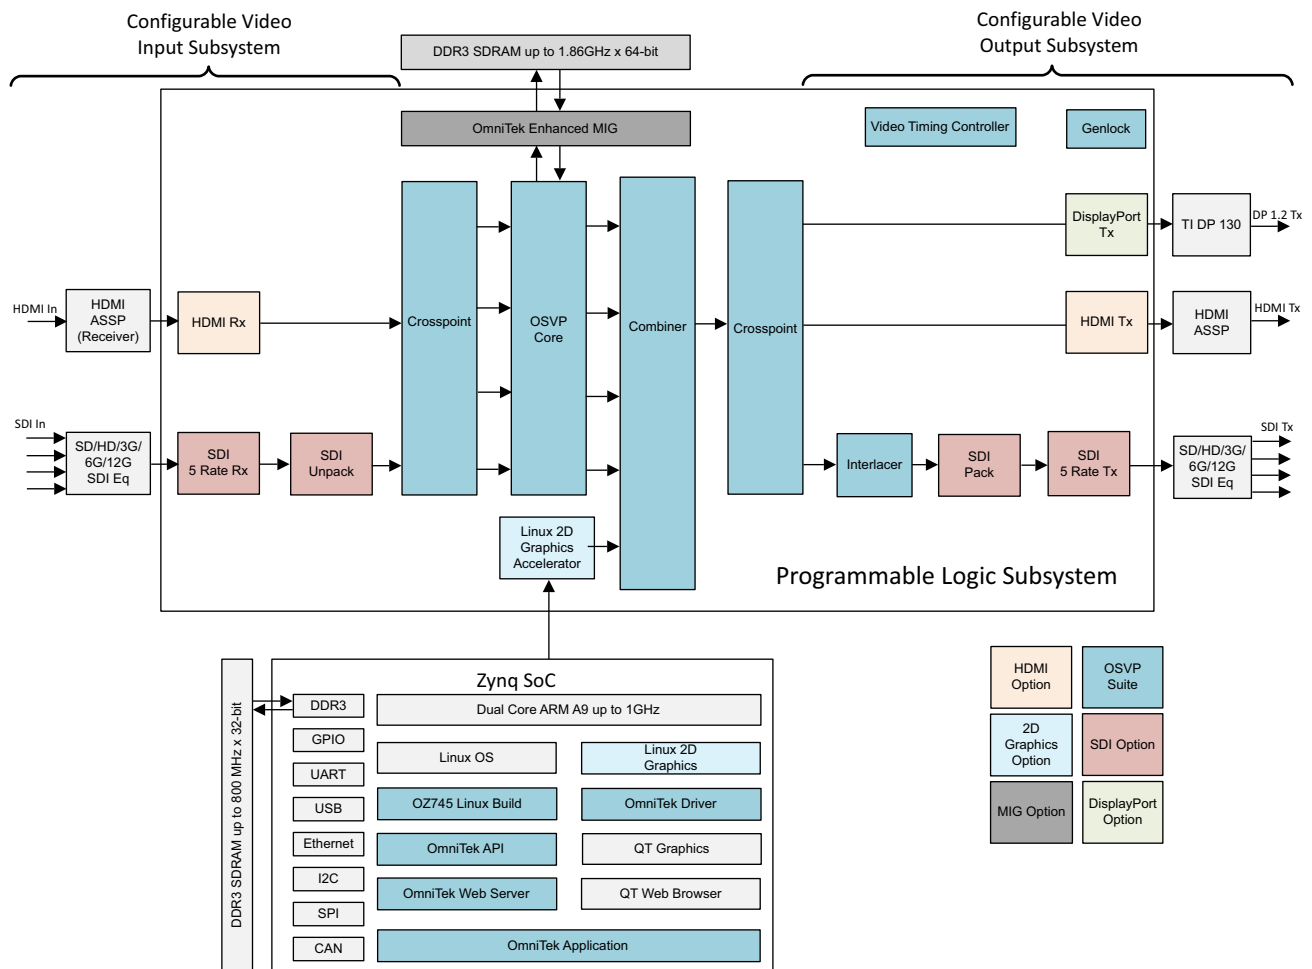 Configurable Video
Input Subsystem
Configurable Video
Output Subsystem
DDR3 SDRAM up to 1.86GHz x 64-bit
OmniTek Enhanced MIG
Video Timing Controller
Genlock
DisplayPort
Tx
TI DP 130
DP 1.2 Tx
HDMI In
HDMI
ASSP
(Receiver)
HDMI Rx
Crosspoint
OSVP
Core
Combiner
Crosspoint
HDMI Tx
HDMI
ASSP
HDMI Tx
SDI In
SD/HD/3G/
6G/12G
SDI Eq
SDI
5 Rate Rx
SDI
Unpack
Interlacer
SDI
Pack
SDI
5 Rate Tx
SD/HD/3G/
6G/12G
SDI Eq
SDI Tx
Linux 2D
Graphics
Accelerator
Programmable Logic Subsystem
DDR3 SDRAM up to 800 MHz x 32-bit
Zynq SoC
DDR3
GPIO
UART
USB
Ethernet
I2C
SPI
CAN
Dual Core ARM A9 up to 1GHz
Linux OS
Linux 2D
Graphics
OZ745 Linux Build
OmniTek Driver
OmniTek API
QT Graphics
OmniTek Web Server
QT Web Browser
OmniTek Application
HDMI
Option
OSVP
Suite
2D
Graphics
Option
SDI Option
MIG Option
DisplayPort
Option